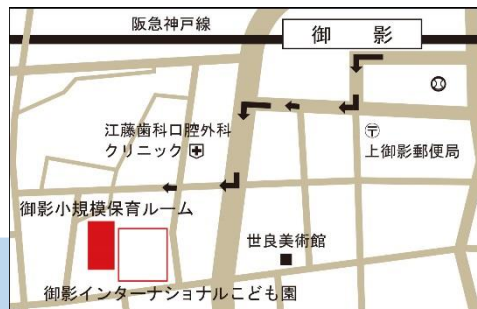 阪急神戸線
御影
江藤歯科口腔外科
クリニック
〒
上御影郵便局
御影小規模保育ルーム
世良美術館
御影インターナショナルこども園